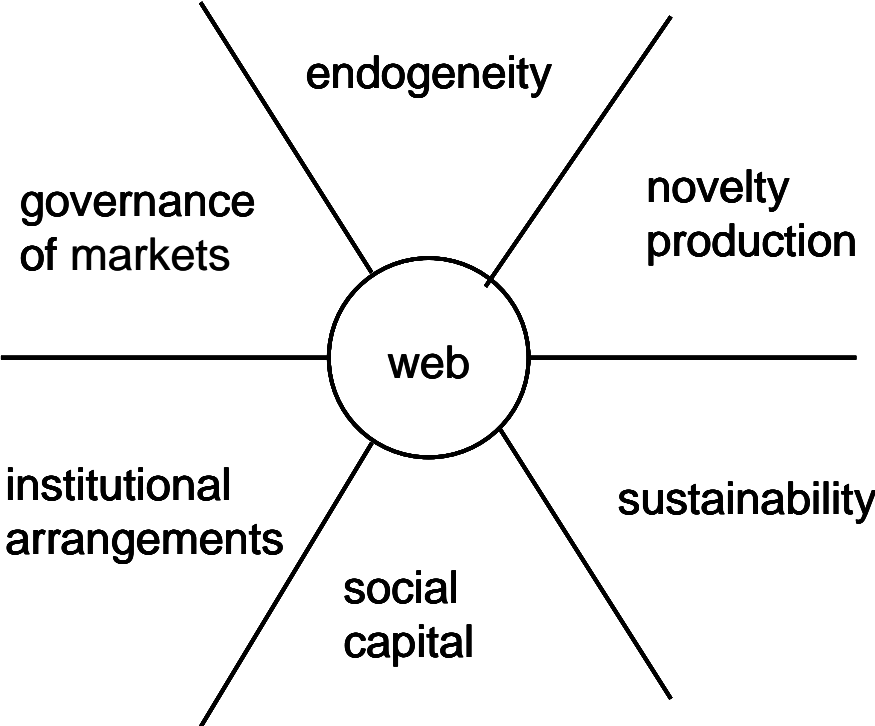 endogeneity
novelty
production
governance
of markets
web
institutional
arrangements
sustainability
social
capital